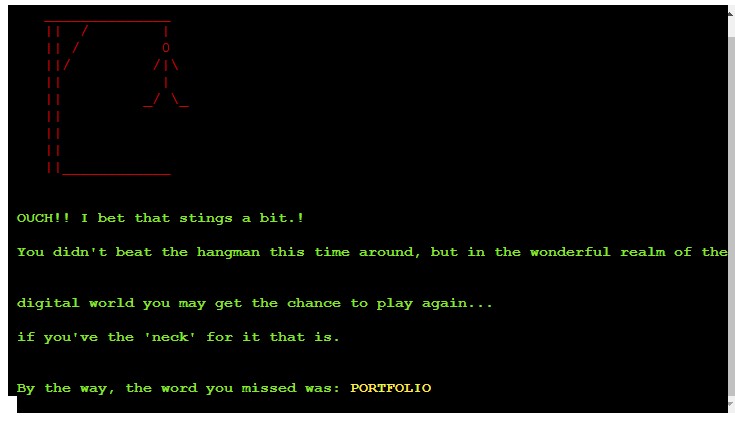 OUCH!! I bet that stings a bit.!
You didn't beat the hangman this time around, but in the wonderful realm of the
digital world you may get the chance to play again...
if you've the 'neck' for it that is.
By the way, the word you missed was: PORTFOLIO